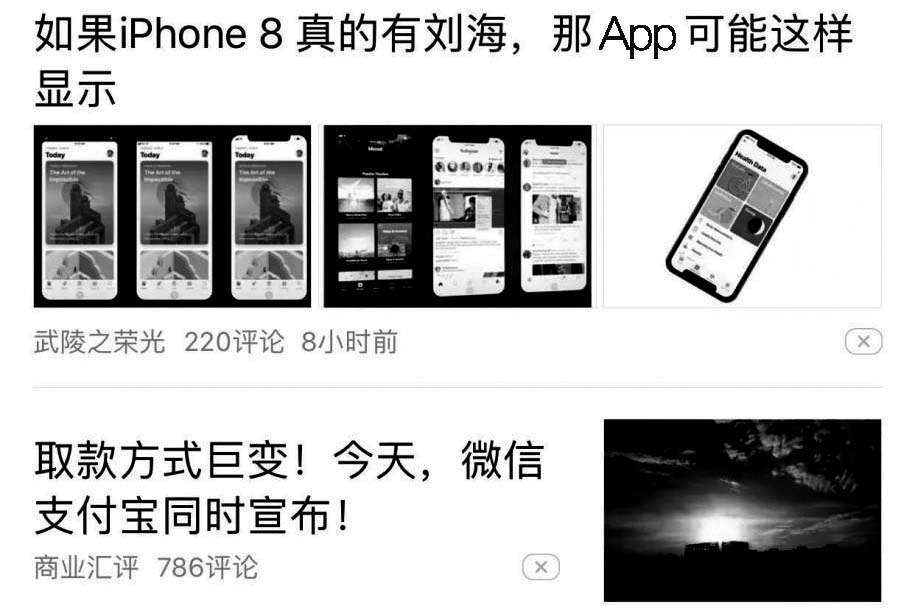 如果iPhone 8 真的有刘海，那App可能这样
显示
Today
Today
Today
The Art of the
Impossible
The Art of the
Impossible
The Art of the
Impossible
Mood
Instagram
Health Data
武陵之荣光 220评论 8小时前
取款方式巨变！今天，微信
支付宝同时宣布！
商业汇评 786评论